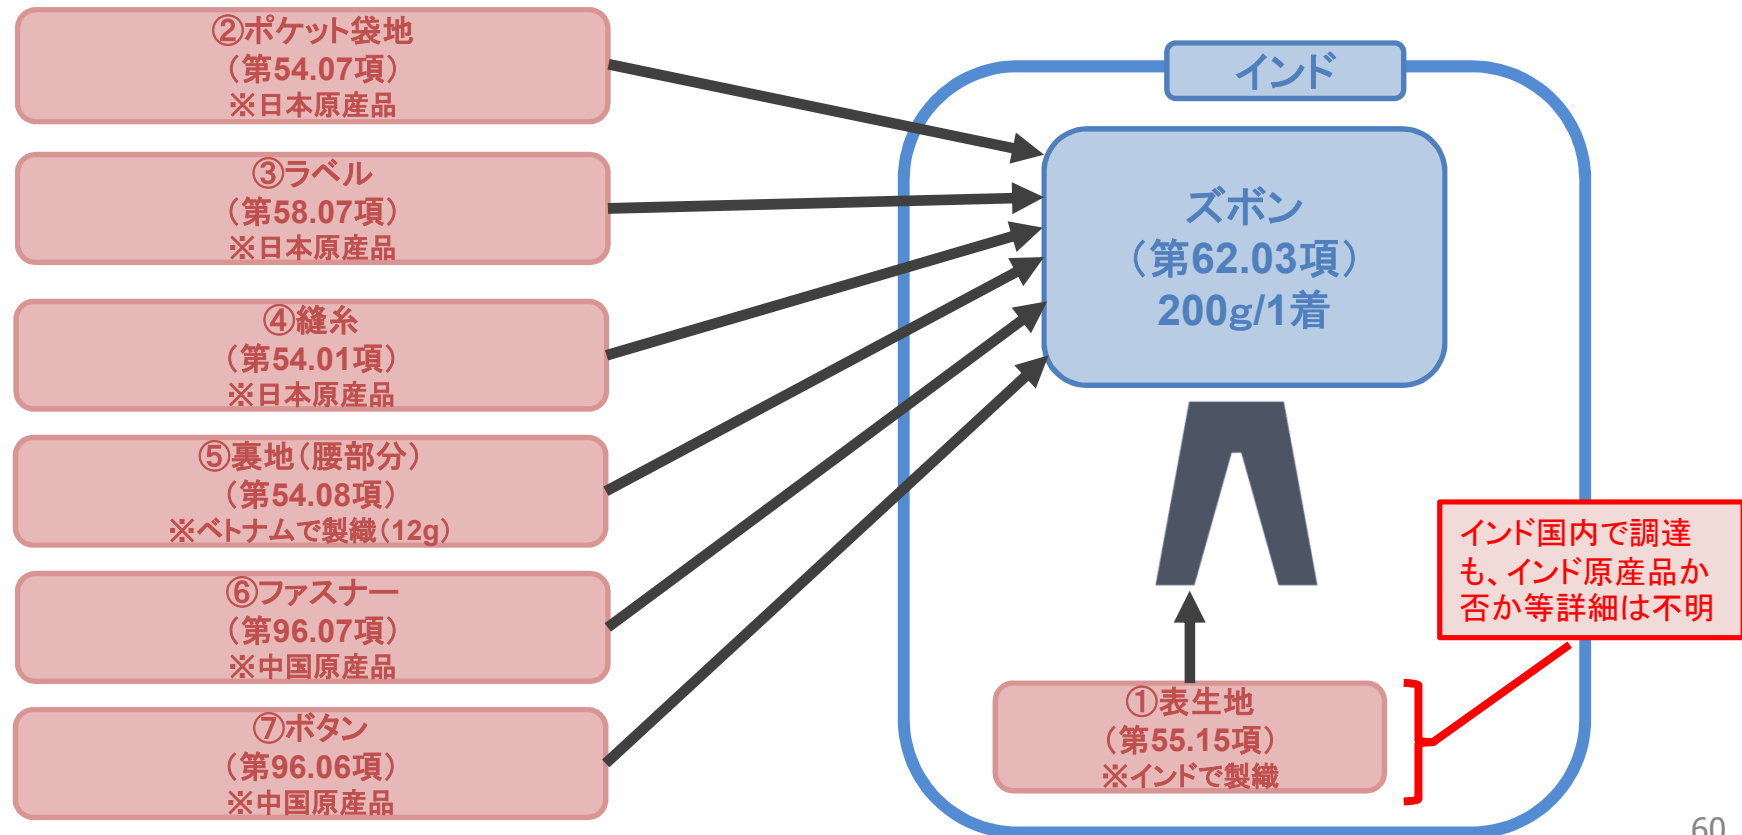 ②ポケット袋地
（第54.07項）
※日本原産品
③ラベル
（第58.07項）
※日本原産品
④縫糸
（第54.01項）
※日本原産品
⑤裏地（腰部分）
（第54.08項）
※ベトナムで製織（12g）
⑥ファスナー
（第96.07項）
※中国原産品
⑦ボタン
（第96.06項）
※中国原産品
インド
ズボン
（第62.03項）
200g/1着
インド国内で調達
も、インド原産品か
否か等詳細は不明
①表生地
（第55.15項）
※インドで製織
60